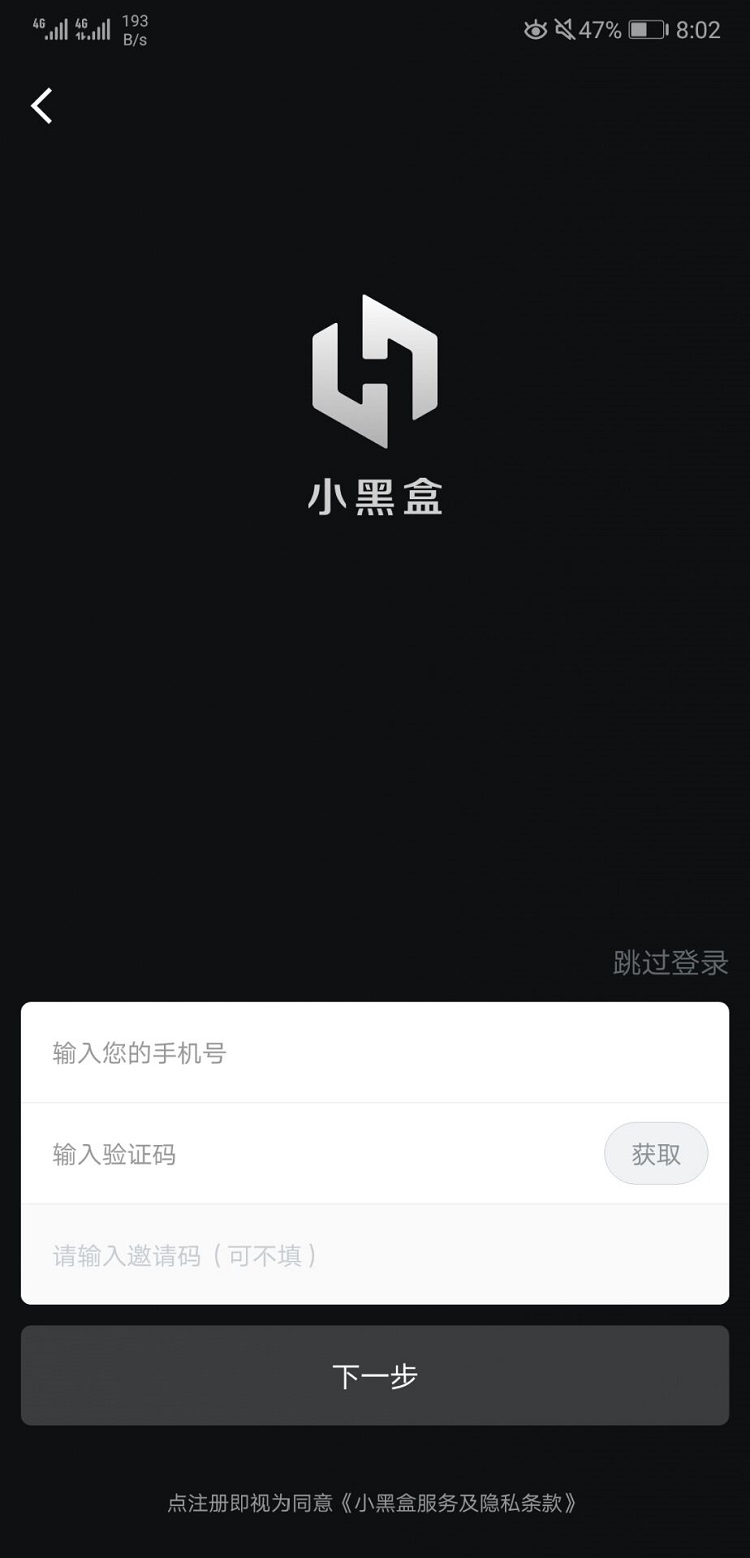 4G 4G 193 B/s 47% 8:02
小黑盒
跳过登录
输入您的手机号
输入验证码 获取
请输入邀请码（可不填）
下一步
点注册即视为同意《小黑盒服务及隐私条款》